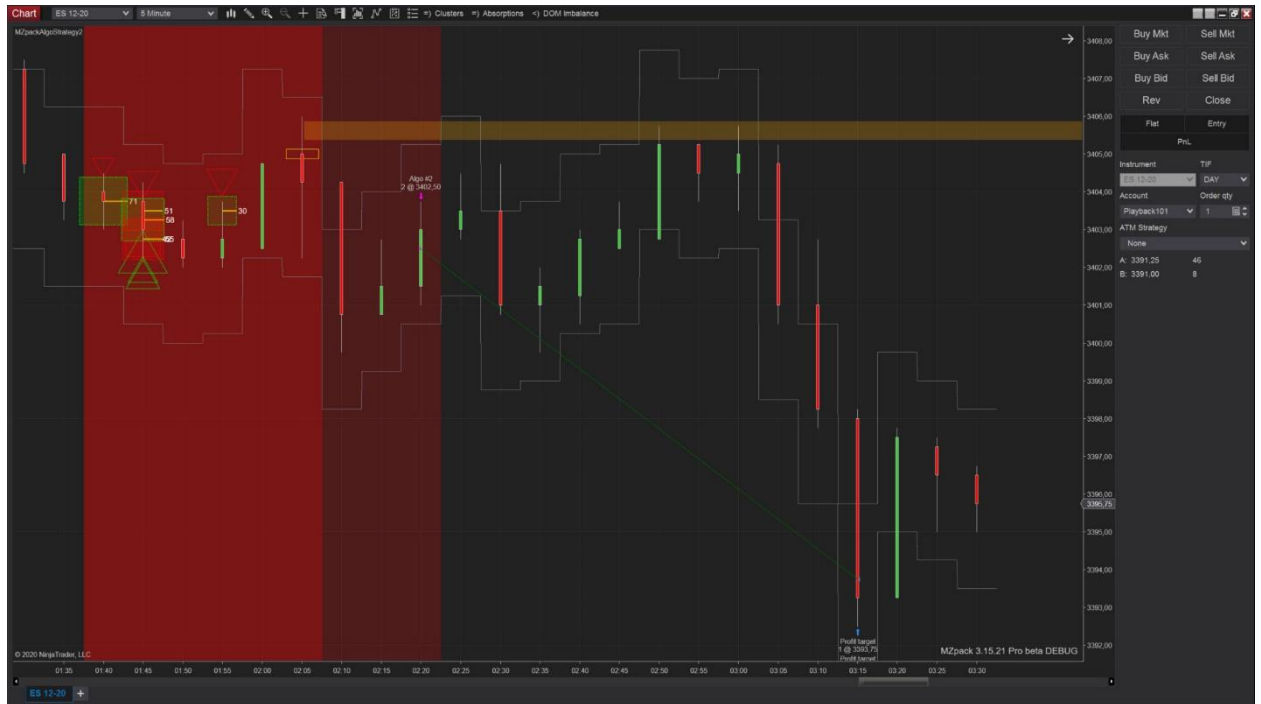 Chart ES 12-20 5 Minute =) Clusters =) Absorptions <) DOM Imbalance
MZpackAlgoStrategy2
3408,00
3407,00
3406,00
3405,00
3404,00
3403,00
3402,00
3401,00
3400,00
3399,00
3398,00
3397,00
3396,00
3395,75
3395,00
3394,00
3393,00
3392,00
71
51
58
30
Algo #2
2 @ 3402,50
Profit target
1 @ 3393,75
Profit target
© 2020 NinjaTrader, LLC
MZpack 3.15.21 Pro beta DEBUG
01:35 01:40 01:45 01:50 01:55 02:00 02:05 02:10 02:15 02:20 02:25 02:30 02:35 02:40 02:45 02:50 02:55 03:00 03:05 03:10 03:15 03:20 03:25 03:30
ES 12-20 +
Buy Mkt Sell Mkt
Buy Ask Sell Ask
Buy Bid Sell Bid
Rev Close
Flat Entry
PnL
Instrument TIF
ES 12-20 DAY
Account Order qty
Playback101 1
ATM Strategy
None
A: 3391,25 46
B: 3391,00 8